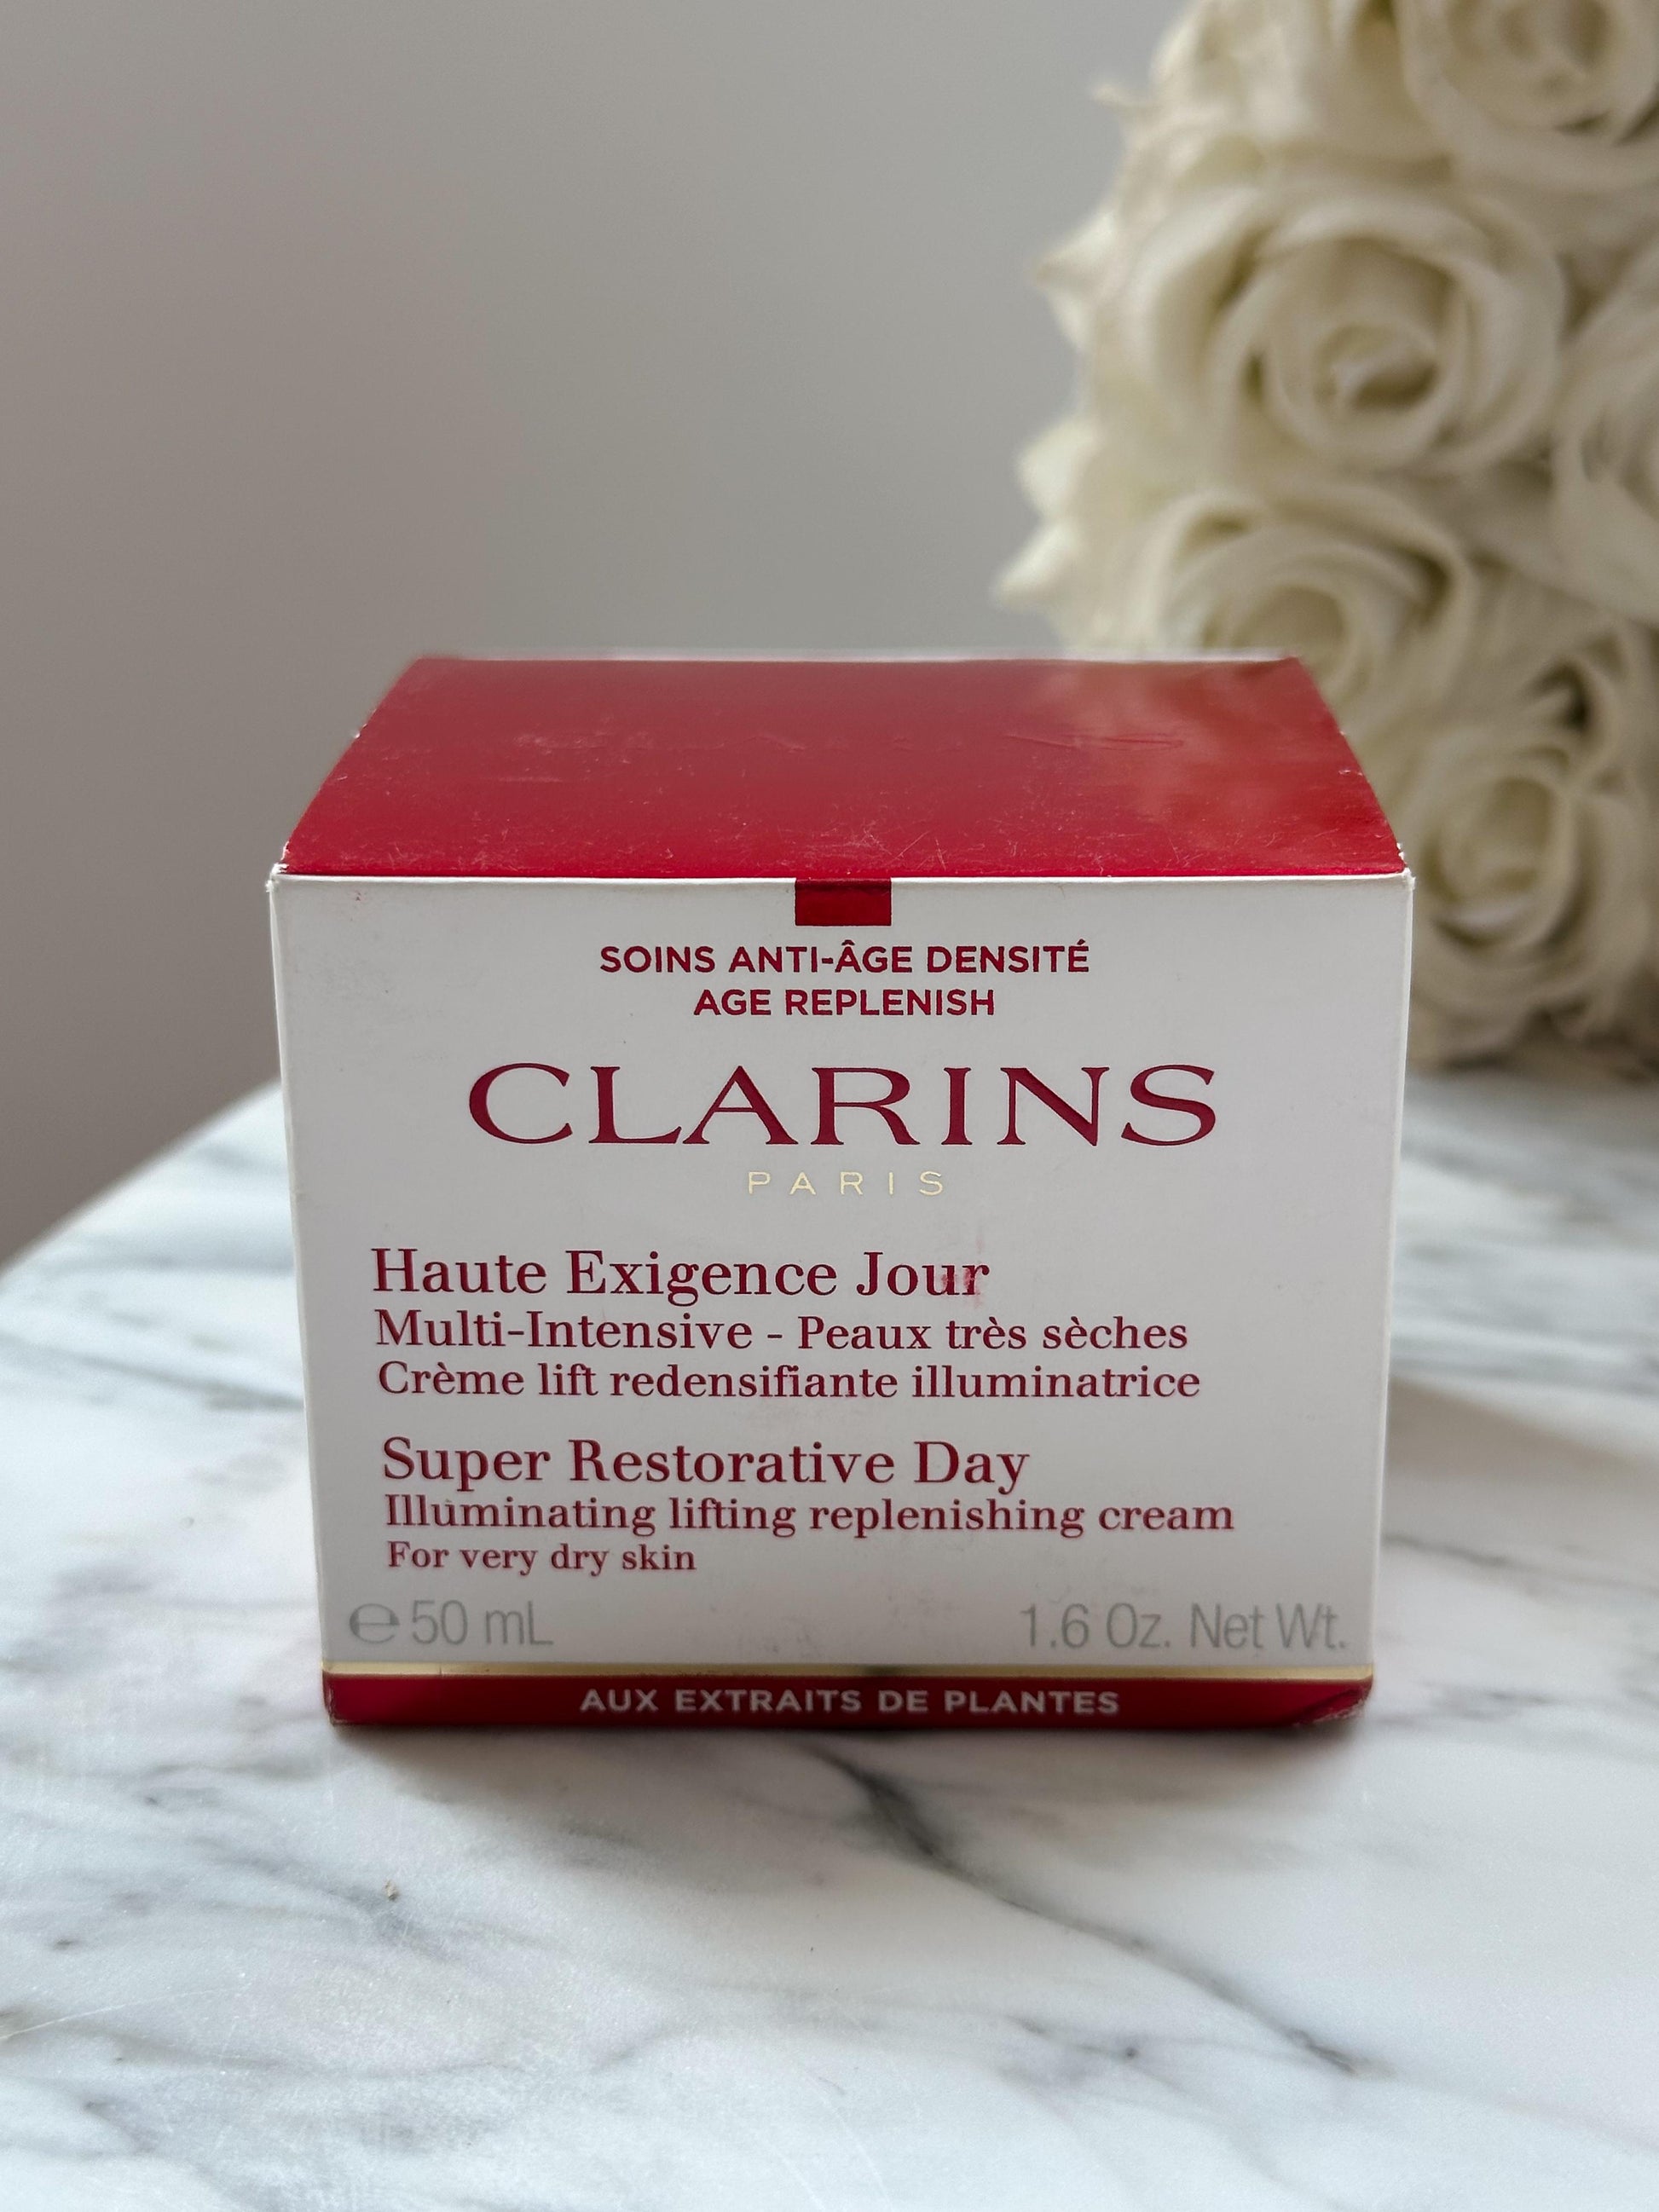 SOINS ANTI-ÂGE DENSITÉ
AGE REPLENISH
CLARINS
PARIS
Haute Exigence Jour
Multi-Intensive - Peaux très sèches
Crème lift redensifiante illuminatrice
Super Restorative Day
Illuminating lifting replenishing cream
For very dry skin
℮ 50 mL 1.6 Oz. Net Wt.
AUX EXTRAITS DE PLANTES